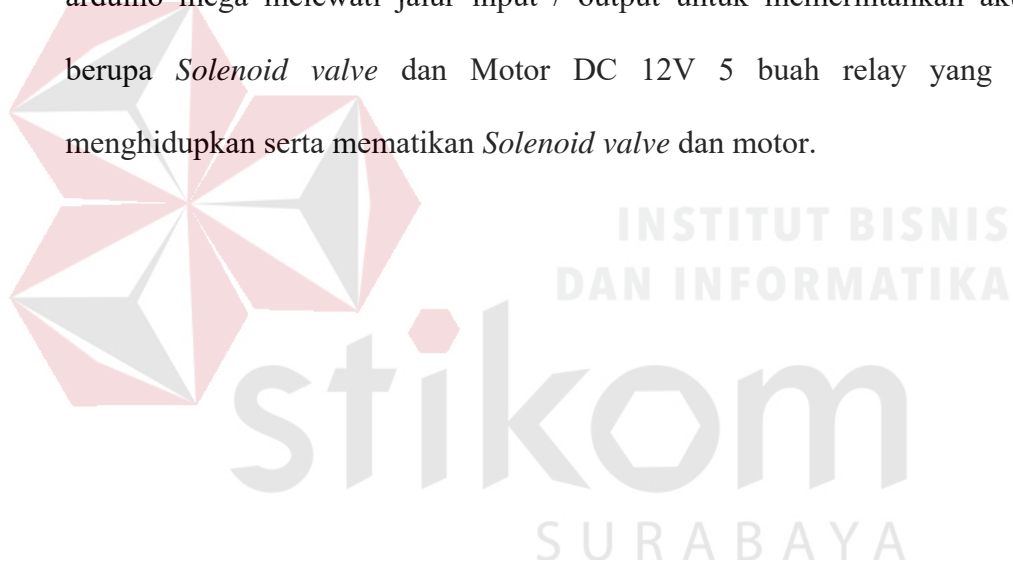 arduino mega melewati jalur input / output untuk memerintahkan
berupa Solenoid valve dan Motor DC 12V 5 buah relay yang
menghidupkan serta mematikan Solenoid valve dan motor.
INSTITUT BISNIS
DAN INFORMATIKA
stikom
SURABAYA